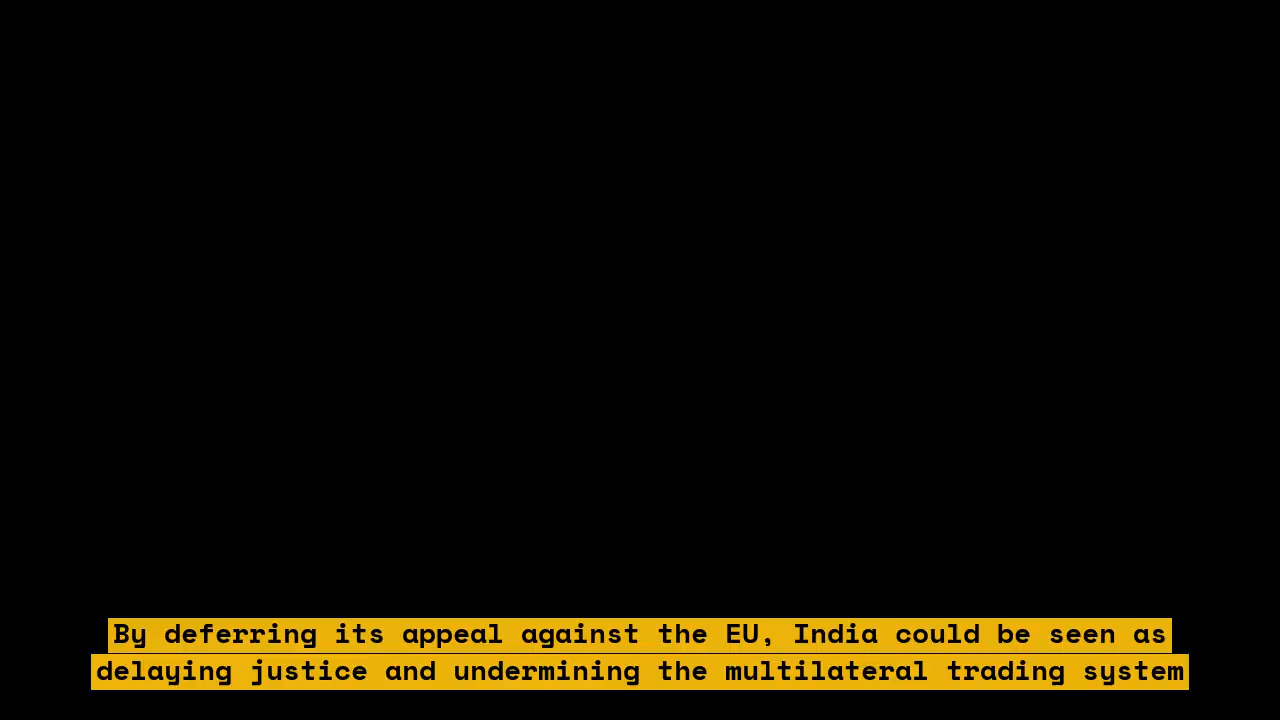 By deferring its appeal against the EU, India could be seen as
delaying justice and undermining the multilateral trading system